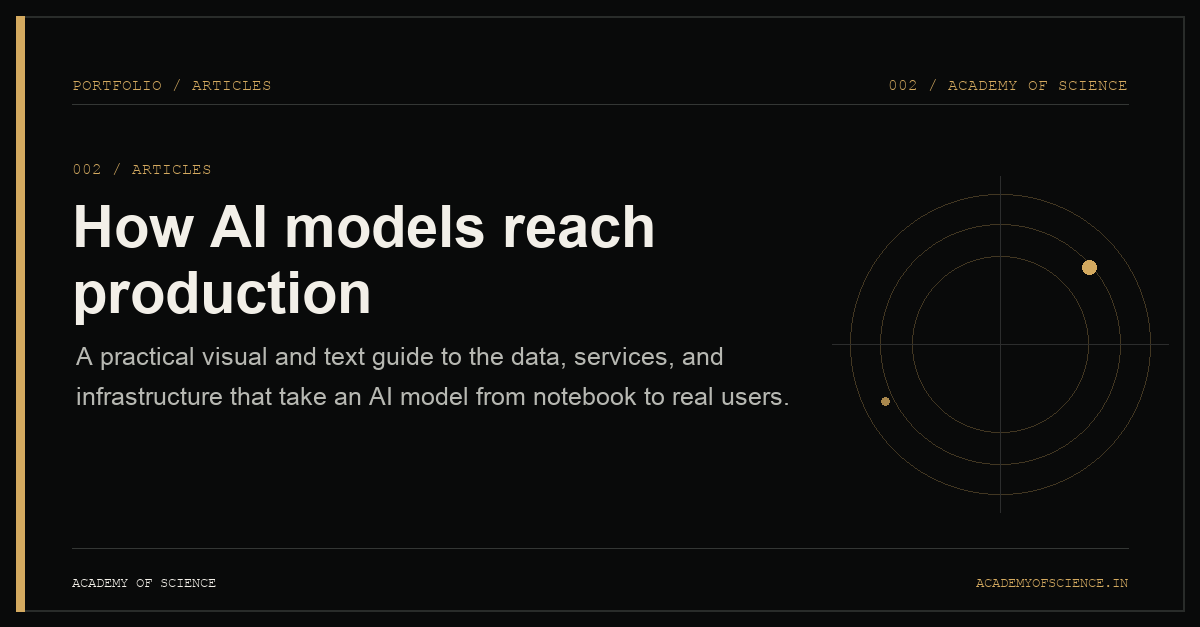 PORTFOLIO / ARTICLES
002 / ACADEMY OF SCIENCE
002 / ARTICLES
How AI models reach
production
A practical visual and text guide to the data, services, and
infrastructure that take an AI model from notebook to real users.
ACADEMY OF SCIENCE
ACADEMYOFSCIENCE.IN